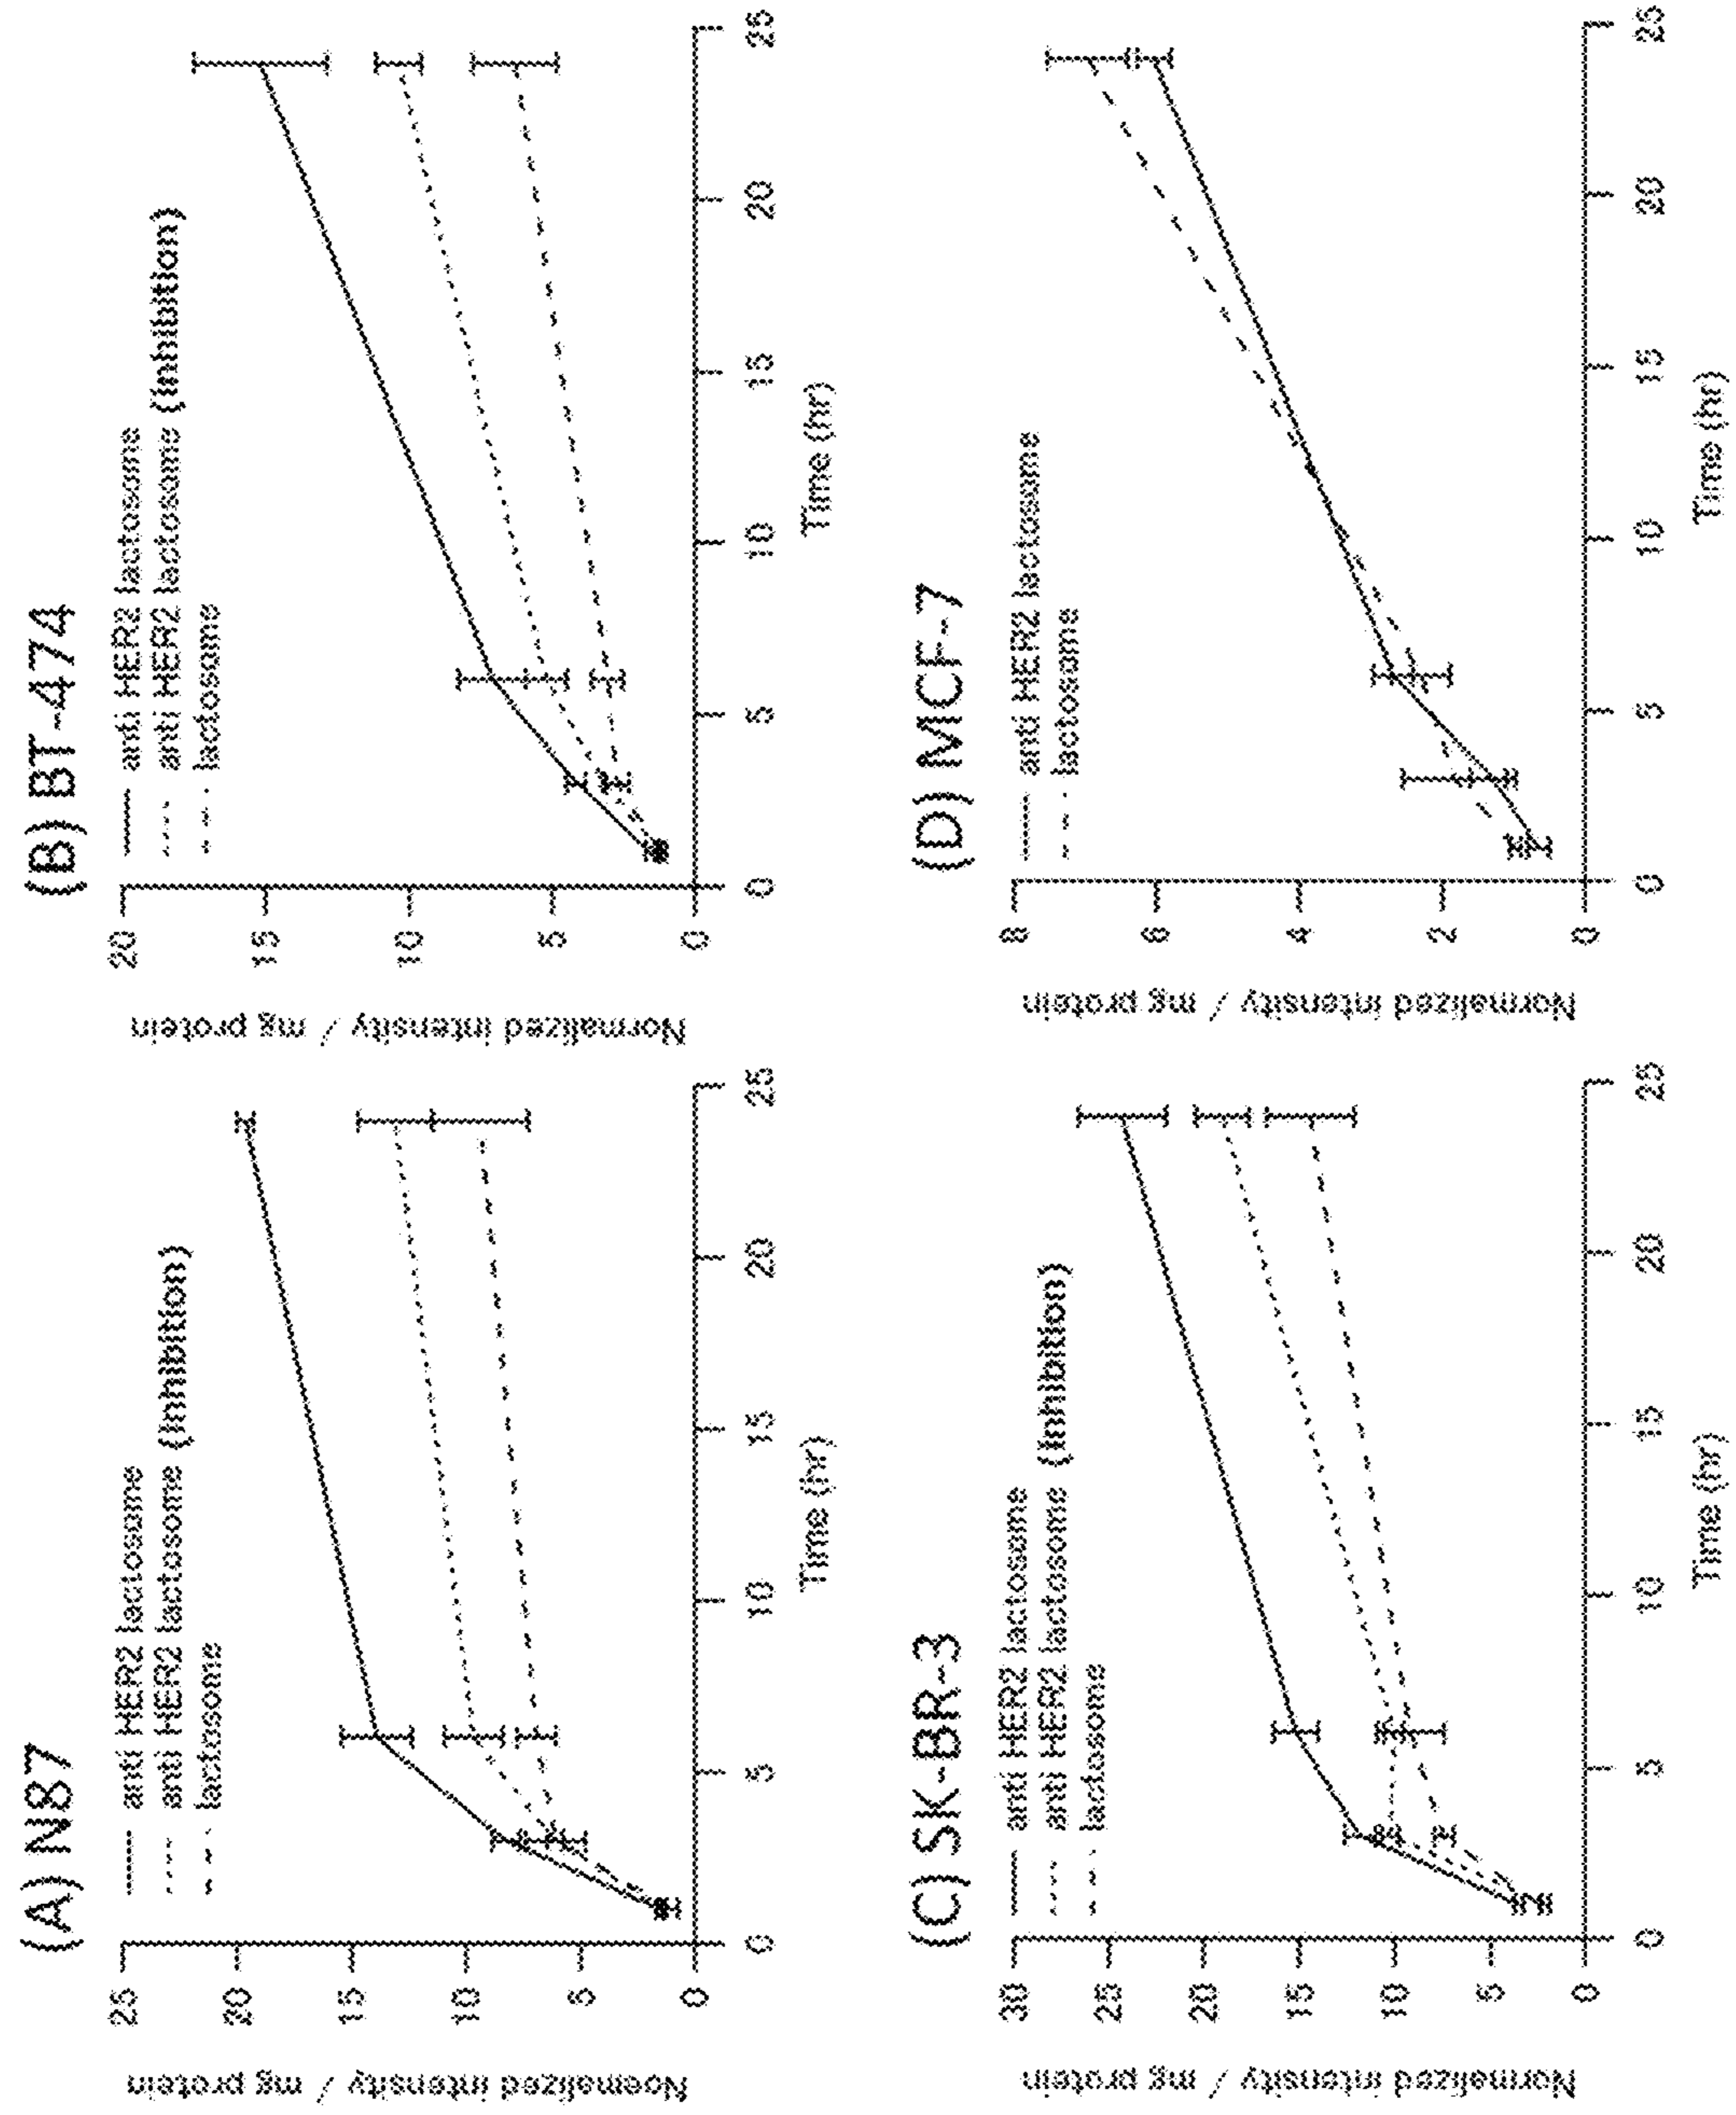 (A) N87
anti HER2 lactosome
anti HER2 lactosome (Inhibition)
lactosome
25
20
15
10
5
0
Noemalized intensity / mg protein
0 5 10 15 20 25
Time (hr)
(B) BT-474
anti HER2 lactosome
anti HER2 lactosome (Inhibition)
lactosome
20
15
10
5
0
Normalized intensity / mg protein
0 5 10 15 20 25
Time (hr)
(C) SK-BR-3
anti HER2 lactosome
anti HER2 lactosome (Inhibition)
lactosome
30
25
20
15
10
5
0
Normalized intensity / mg protein
0 5 10 15 20 25
Time (hr)
(D) MCF-7
anti HER2 lactosome
lactosome
8
6
4
2
0
Normalized intensity / mg protein
0 5 10 15 20 25
Time (hr)